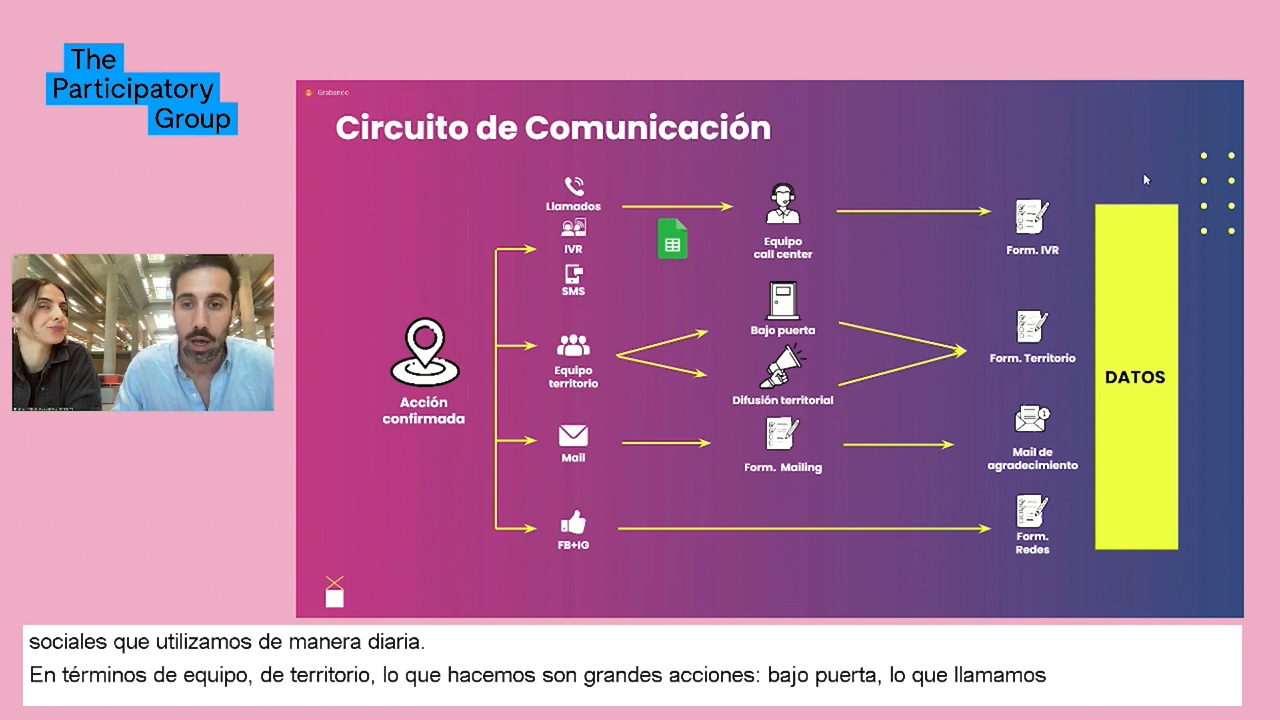 The
Participatory
Group
Grabando
Circuito de Comunicación
Llamados
IVR
SMS
Equipo
call center
Form. IVR
Bajo puerta
Equipo
territorio
Form. Territorio
Difusión territorial
DATOS
Acción
confirmada
Mail
Form. Mailing
1
Mail de
agradecimiento
FB+IG
Form.
Redes
sociales que utilizamos de manera diaria.
En términos de equipo, de territorio, lo que hacemos son grandes acciones: bajo puerta, lo que llamamos